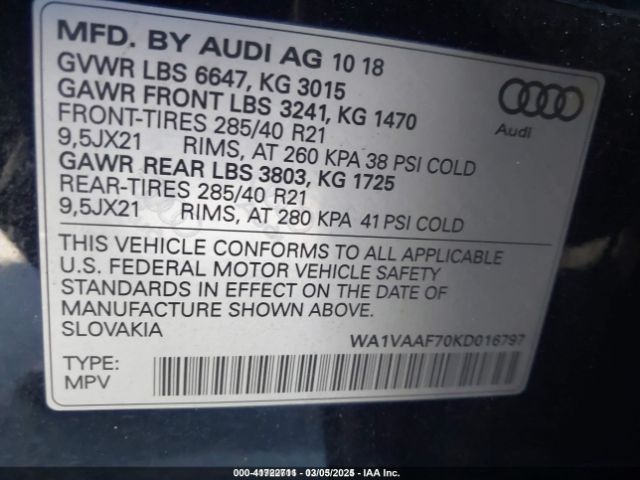 MFD. BY AUDI AG 10 18
GVWR LBS 6647, KG 3015
GAWR FRONT LBS 3241, KG 1470
FRONT-TIRES 285/40 R21
9,5JX21 RIMS, AT 260 KPA 38 PSI COLD
GAWR REAR LBS 3803, KG 1725
REAR-TIRES 285/40 R21
9,5JX21 RIMS, AT 280 KPA 41 PSI COLD
Audi
THIS VEHICLE CONFORMS TO ALL APPLICABLE
U.S. FEDERAL MOTOR VEHICLE SAFETY
STANDARDS IN EFFECT ON THE DATE OF
MANUFACTURE SHOWN ABOVE.
SLOVAKIA WA1VAAF70KD016797
TYPE:
MPV
000-41722711 - 03/05/2025 - IAA Inc.